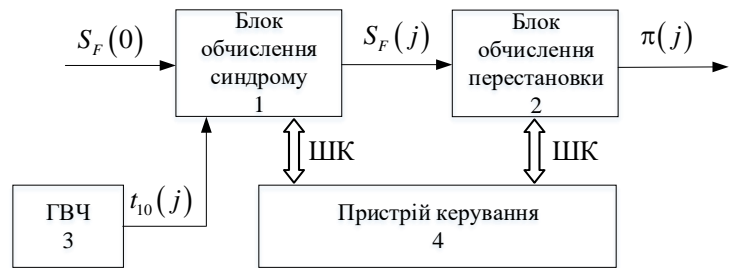 S_F(0)
Блок
обчислення
синдрому
1
S_F(j)
Блок
обчислення
перестановки
2
π(j)
ШК
ШК
ГВЧ
3
t_10(j)
Пристрій керування
4